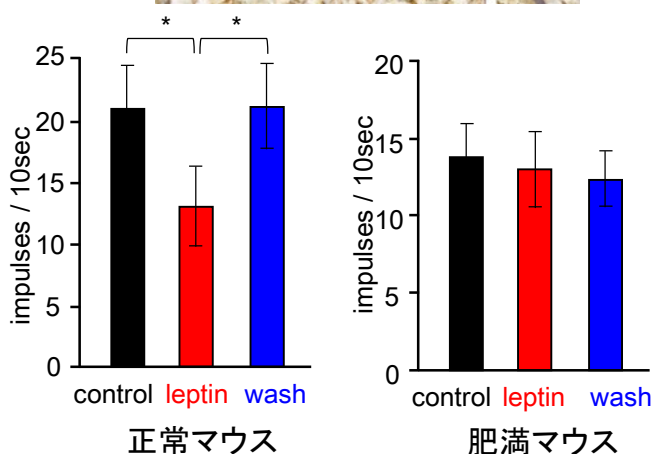 * *
25
20
15
10
5
0
impulses / 10sec
control leptin wash
正常マウス
20
15
10
5
0
impulses / 10sec
control leptin wash
肥満マウス